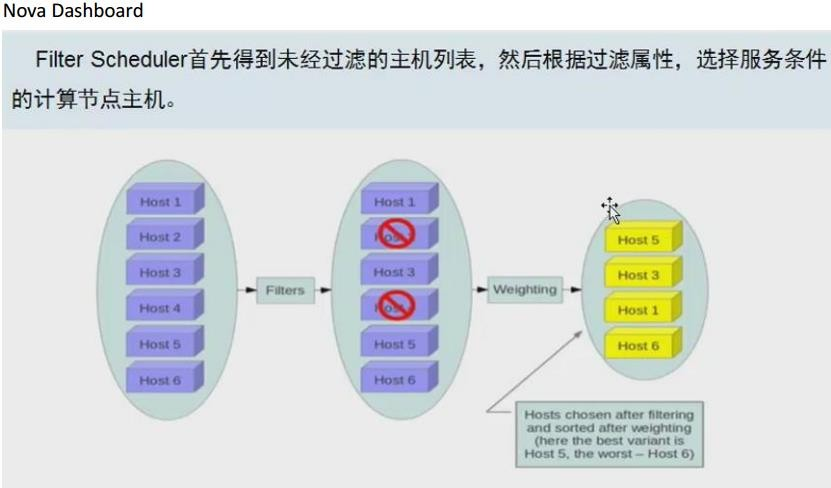 Nova Dashboard
Filter Scheduler首先得到未经过滤的主机列表，然后根据过滤属性，选择服务条件
的计算节点主机。
Host 1
Host 2
Host 3
Host 4
Host 5
Host 6
Filters
Host 1
Host 3
Host 5
Host 6
Weighting
Host 5
Host 3
Host 1
Host 6
Hosts chosen after filtering
and sorted after weighting
(here the best variant is
Host 5, the worst – Host 6)